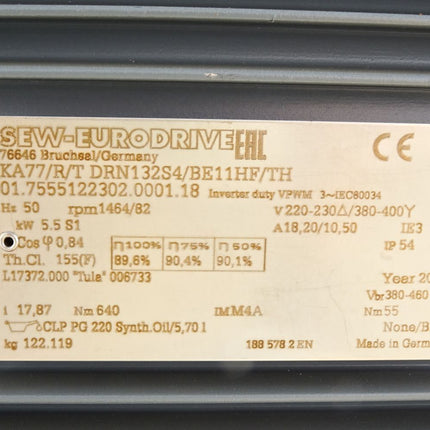 SEW-EURODRIVE EAC
76646 Bruchsal/Germany
KA77/R/T DRN132S4/BE11HF/TH
01.7555122302.0001.18 Inverter duty VPWM 3~IEC60034
Hz 50 rpm 1464/82 V 220-230Δ/380-400Y
kW 5.5 S1 A 18,20/10,50 IE3
Cos φ 0,84 η100% η75% η50% IP 54
Th.Cl. 155(F) 89,6% 90,4% 90,1%
L17372.000 "Tula" 006733 Year 20
Vbr 380-460
i 17,87 Nm 640 IM M4A Nm 55
CLP PG 220 Synth.Oil/5,70 l None/B
kg 122.119 188 578 2 EN Made in Germ